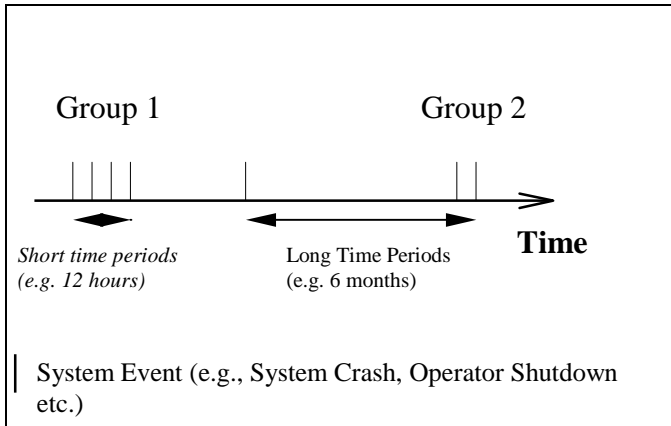 Group 1
Group 2
Time
Short time periods
(e.g. 12 hours)
Long Time Periods
(e.g. 6 months)
System Event (e.g., System Crash, Operator Shutdown
etc.)